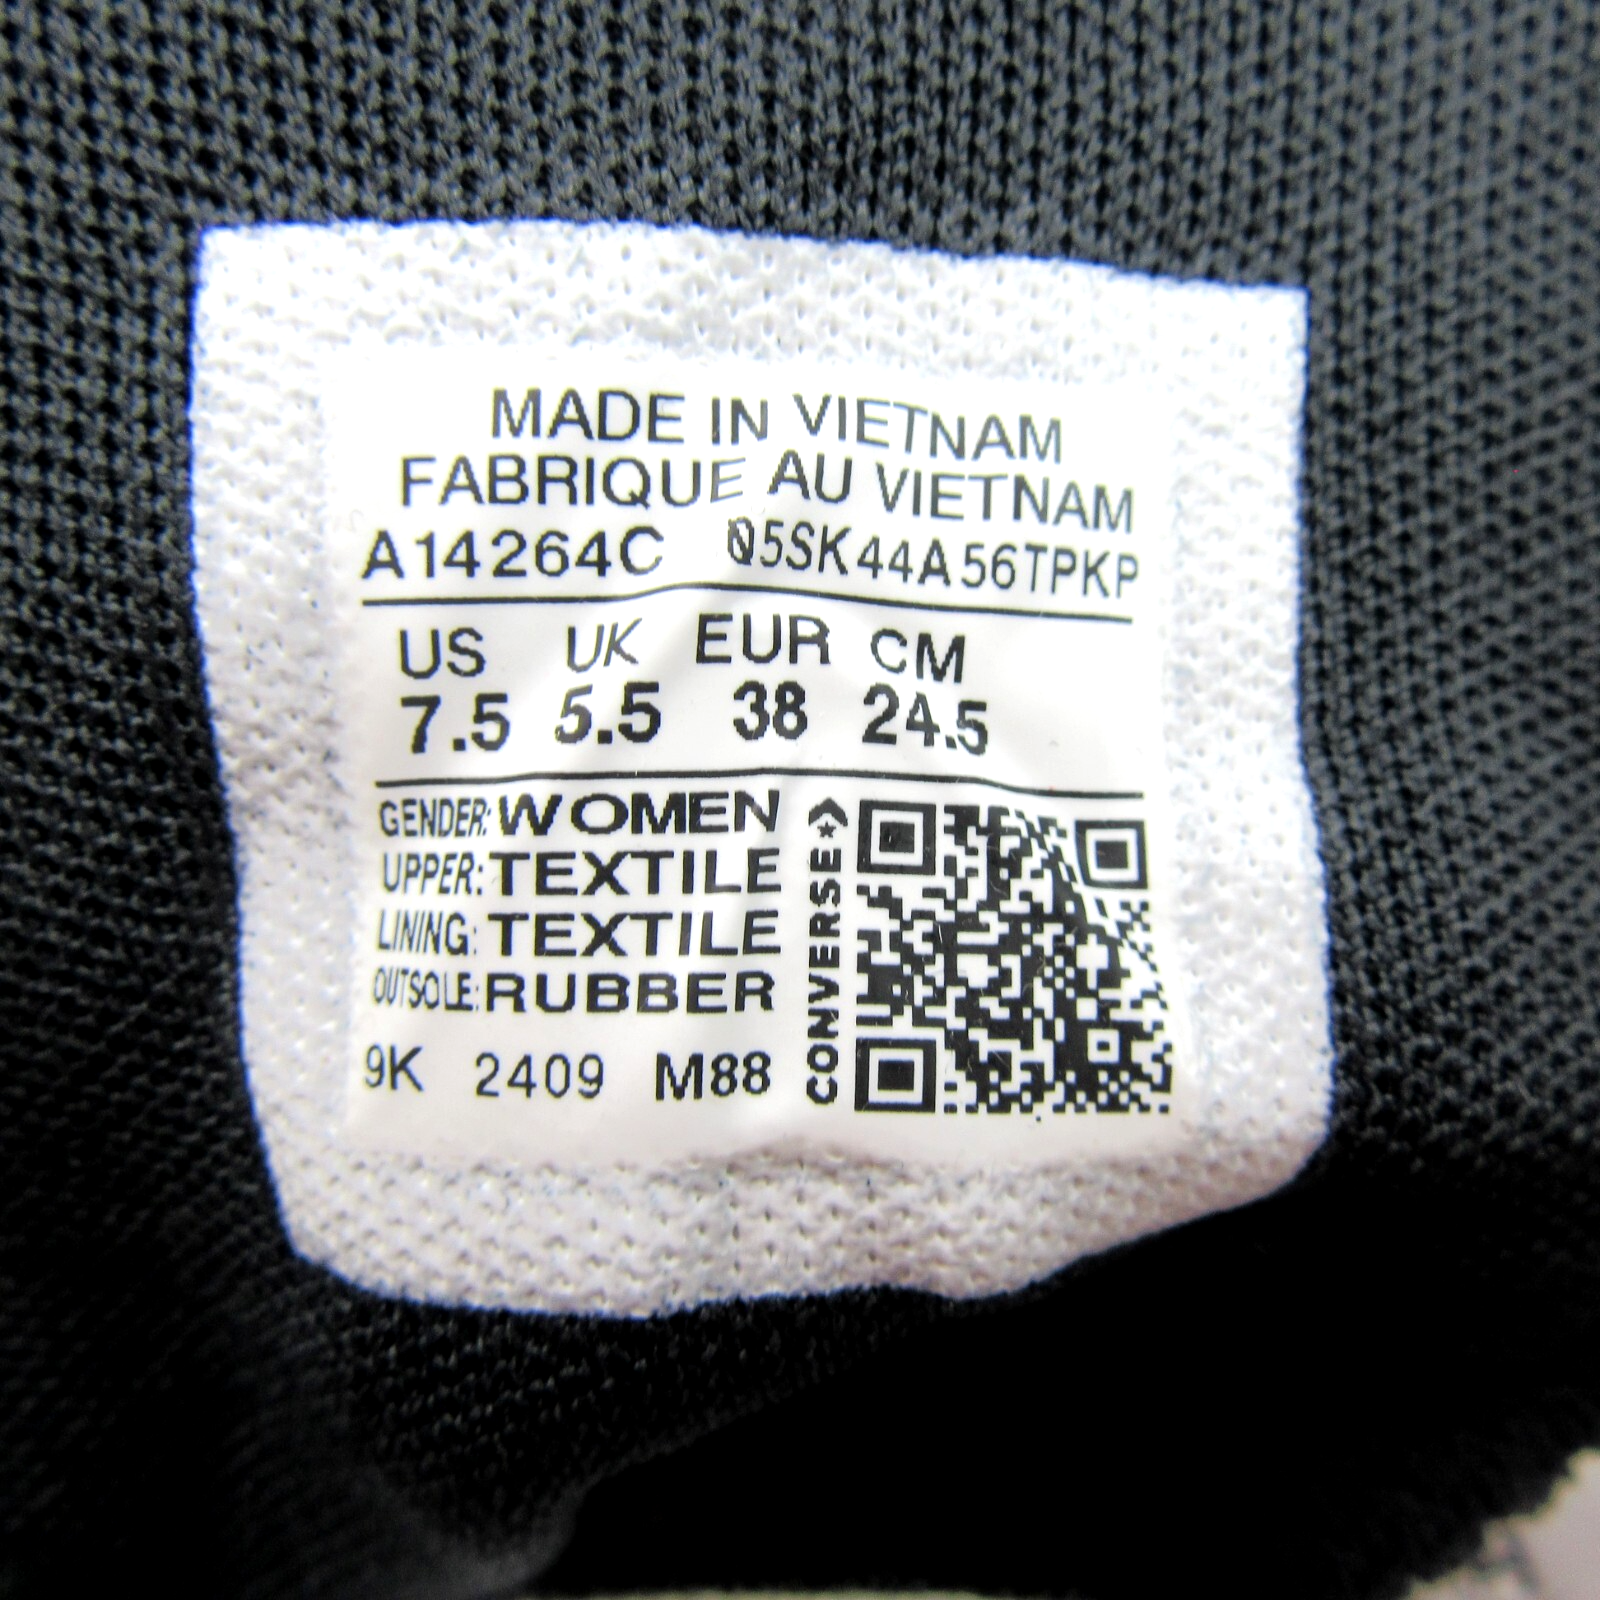 MADE IN VIETNAM
FABRIQUE AU VIETNAM
A14264C 05SK44A56TPKP
US UK EUR CM
7.5 5.5 38 24.5
GENDER: WOMEN
UPPER: TEXTILE
LINING: TEXTILE
OUTSOLE: RUBBER
9K 2409 M88
CONVERSE